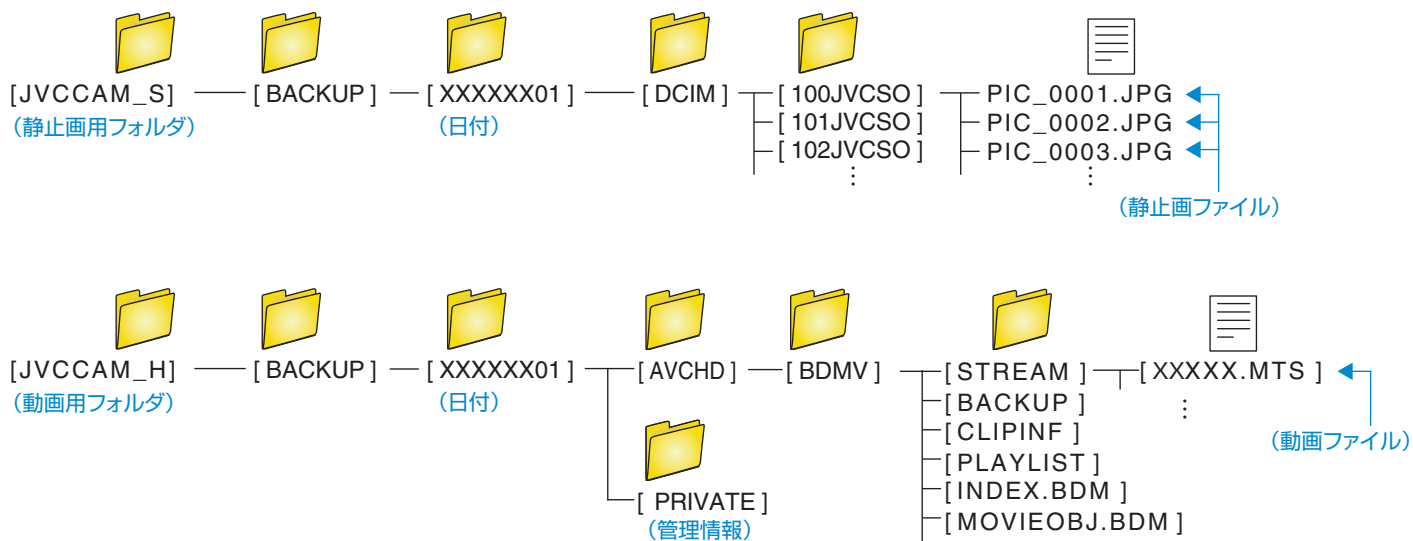 [JVCCAM_S] [BACKUP] [XXXXXX01] [DCIM] [100JVCSO] PIC_0001.JPG
(静止画用フォルダ) (日付) [101JVCSO] PIC_0002.JPG
[102JVCSO] PIC_0003.JPG
⋮ ⋮
(静止画ファイル)
[JVCCAM_H] [BACKUP] [XXXXXX01] [AVCHD] [BDMV] [STREAM] [XXXXX.MTS]
(動画用フォルダ) (日付) [BACKUP] ⋮
[CLIPINF] (動画ファイル)
[PLAYLIST]
[PRIVATE] [INDEX.BDM]
(管理情報) [MOVIEOBJ.BDM]